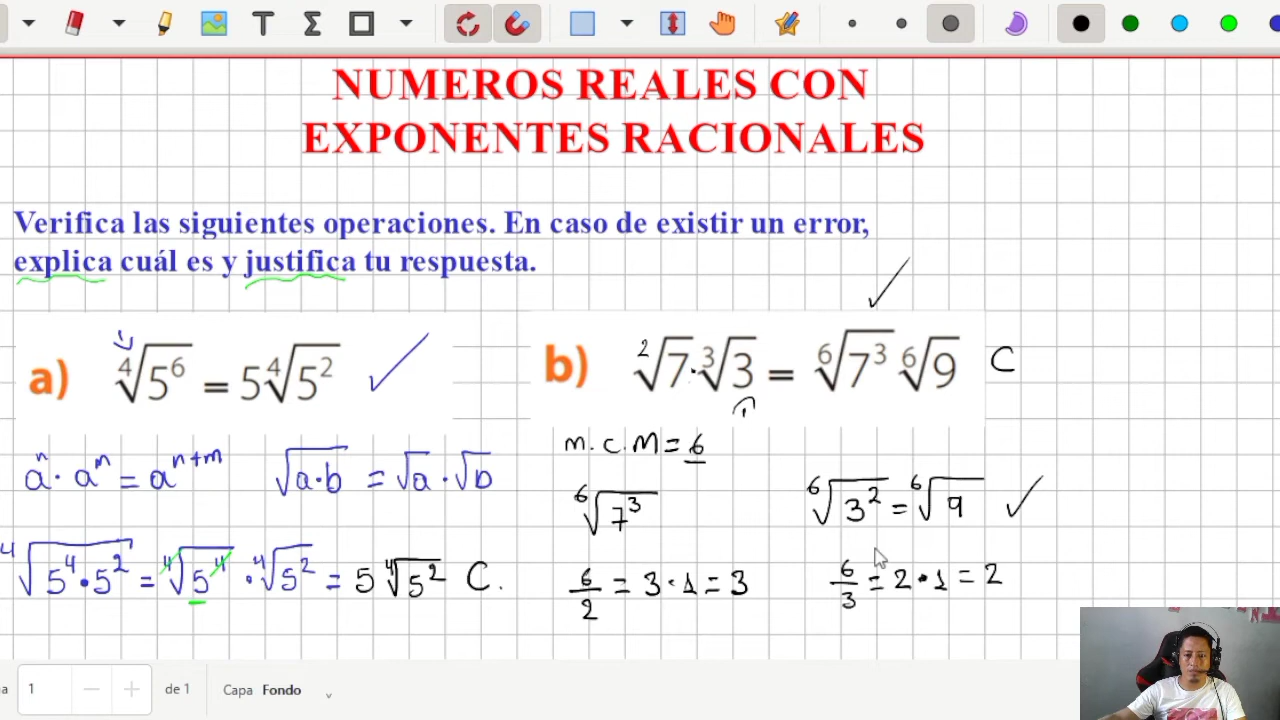 NUMEROS REALES CON
EXPONENTES RACIONALES
Verifica las siguientes operaciones. En caso de existir un error,
explica cuál es y justifica tu respuesta.
a) ∜5⁶ = 5∜5² ✓
b) ²√7·³√3 = ⁶√7³ ⁶√9 C ✓
aⁿ · aᵐ = aⁿ⁺ᵐ √a·b = √a · √b
m.c.M = 6
⁶√7³
⁶√3² = ⁶√9 ✓
⁴√5⁴·5² = ⁴√5⁴ · ⁴√5² = 5 ⁴√5² C.
6/2 = 3·1 = 3
6/3 = 2·1 = 2
1
de 1
Capa Fondo